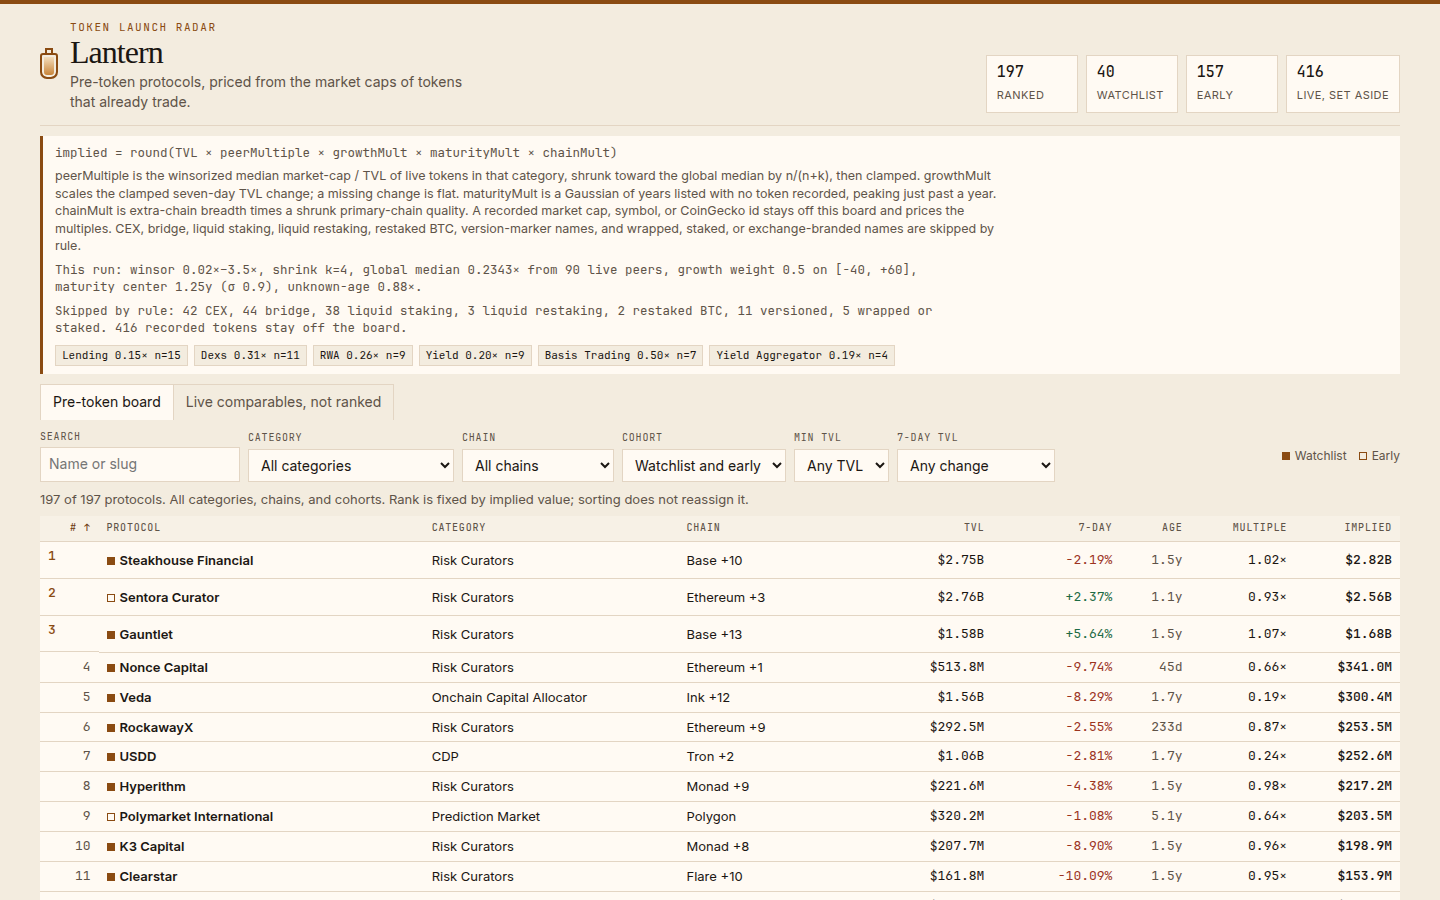 TOKEN LAUNCH RADAR
Lantern
Pre-token protocols, priced from the market caps of tokens
that already trade.
197
RANKED
40
WATCHLIST
157
EARLY
416
LIVE, SET ASIDE
implied = round(TVL × peerMultiple × growthMult × maturityMult × chainMult)
peerMultiple is the winsorized median market-cap / TVL of live tokens in that category, shrunk toward the global median by n/(n+k), then clamped. growthMult
scales the clamped seven-day TVL change; a missing change is flat. maturityMult is a Gaussian of years listed with no token recorded, peaking just past a year.
chainMult is extra-chain breadth times a shrunk primary-chain quality. A recorded market cap, symbol, or CoinGecko id stays off this board and prices the
multiples. CEX, bridge, liquid staking, liquid restaking, restaked BTC, version-marker names, and wrapped, staked, or exchange-branded names are skipped by
rule.
This run: winsor 0.02×–3.5×, shrink k=4, global median 0.2343× from 90 live peers, growth weight 0.5 on [-40, +60],
maturity center 1.25y (σ 0.9), unknown-age 0.88×.
Skipped by rule: 42 CEX, 44 bridge, 38 liquid staking, 3 liquid restaking, 2 restaked BTC, 11 versioned, 5 wrapped or
staked. 416 recorded tokens stay off the board.
Lending 0.15× n=15 Dexs 0.31× n=11 RWA 0.26× n=9 Yield 0.20× n=9 Basis Trading 0.50× n=7 Yield Aggregator 0.19× n=4
Pre-token board Live comparables, not ranked
SEARCH CATEGORY CHAIN COHORT MIN TVL 7-DAY TVL
Name or slug All categories All chains Watchlist and early Any TVL Any change
Watchlist Early
197 of 197 protocols. All categories, chains, and cohorts. Rank is fixed by implied value; sorting does not reassign it.
# ↑ PROTOCOL CATEGORY CHAIN TVL 7-DAY AGE MULTIPLE IMPLIED
1 Steakhouse Financial Risk Curators Base +10 $2.75B -2.19% 1.5y 1.02× $2.82B
2 Sentora Curator Risk Curators Ethereum +3 $2.76B +2.37% 1.1y 0.93× $2.56B
3 Gauntlet Risk Curators Base +13 $1.58B +5.64% 1.5y 1.07× $1.68B
4 Nonce Capital Risk Curators Ethereum +1 $513.8M -9.74% 45d 0.66× $341.0M
5 Veda Onchain Capital Allocator Ink +12 $1.56B -8.29% 1.7y 0.19× $300.4M
6 RockawayX Risk Curators Ethereum +9 $292.5M -2.55% 233d 0.87× $253.5M
7 USDD CDP Tron +2 $1.06B -2.81% 1.7y 0.24× $252.6M
8 Hyperithm Risk Curators Monad +9 $221.6M -4.38% 1.5y 0.98× $217.2M
9 Polymarket International Prediction Market Polygon $320.2M -1.08% 5.1y 0.64× $203.5M
10 K3 Capital Risk Curators Monad +8 $207.7M -8.90% 1.5y 0.96× $198.9M
11 Clearstar Risk Curators Flare +10 $161.8M -10.09% 1.5y 0.95× $153.9M